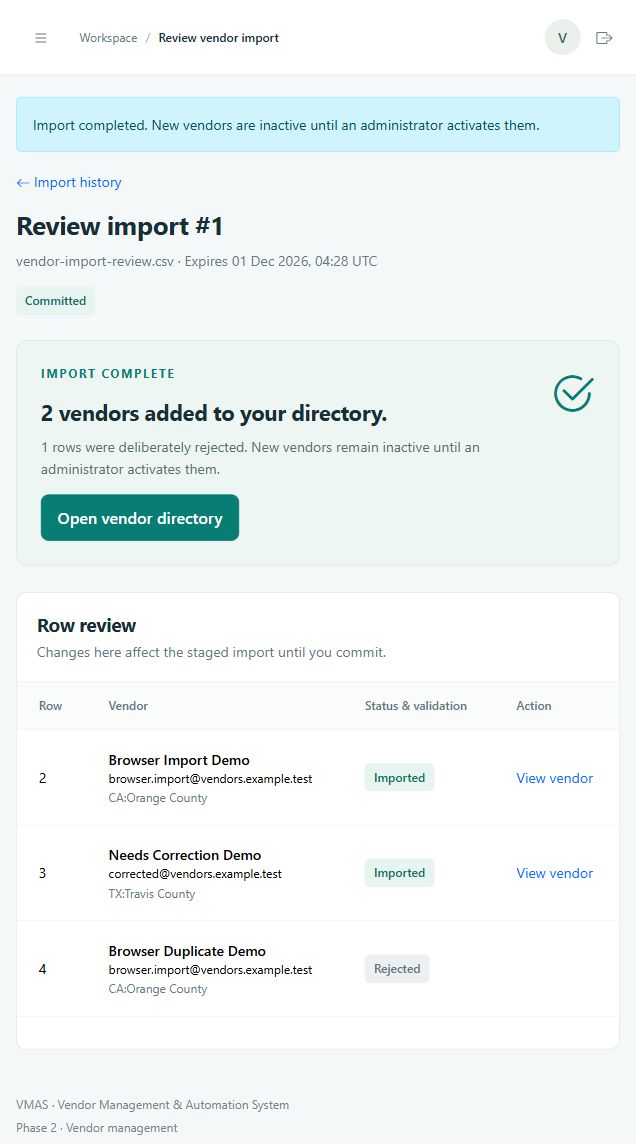 Workspace / Review vendor import
V
Import completed. New vendors are inactive until an administrator activates them.
← Import history
Review import #1
vendor-import-review.csv · Expires 01 Dec 2026, 04:28 UTC
Committed
IMPORT COMPLETE
2 vendors added to your directory.
1 rows were deliberately rejected. New vendors remain inactive until an
administrator activates them.
Open vendor directory
Row review
Changes here affect the staged import until you commit.
Row Vendor Status & validation Action
Browser Import Demo
2 browser.import@vendors.example.test Imported View vendor
CA:Orange County
Needs Correction Demo
3 corrected@vendors.example.test Imported View vendor
TX:Travis County
Browser Duplicate Demo
4 browser.import@vendors.example.test Rejected
CA:Orange County
VMAS · Vendor Management & Automation System
Phase 2 · Vendor management